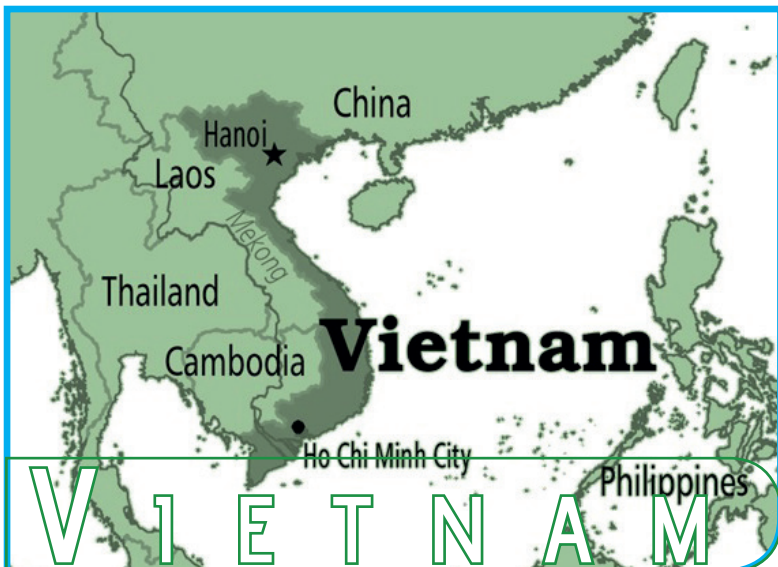 China
Hanoi
Laos
Mekong
Thailand
Vietnam
Cambodia
Ho Chi Minh City
Philippines
VIETNAM